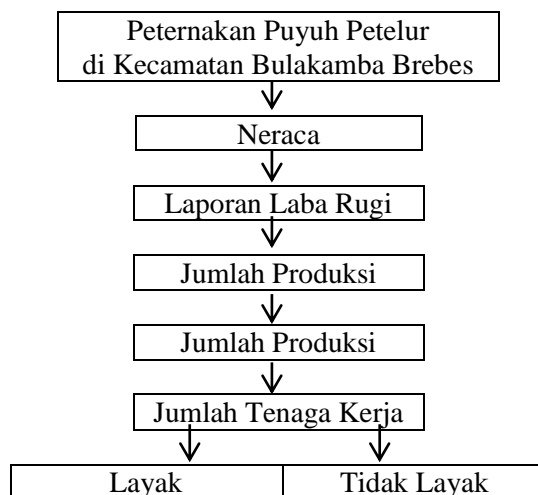 Peternakan Puyuh Petelur
di Kecamatan Bulakamba Brebes
Neraca
Laporan Laba Rugi
Jumlah Produksi
Jumlah Produksi
Jumlah Tenaga Kerja
Layak
Tidak Layak